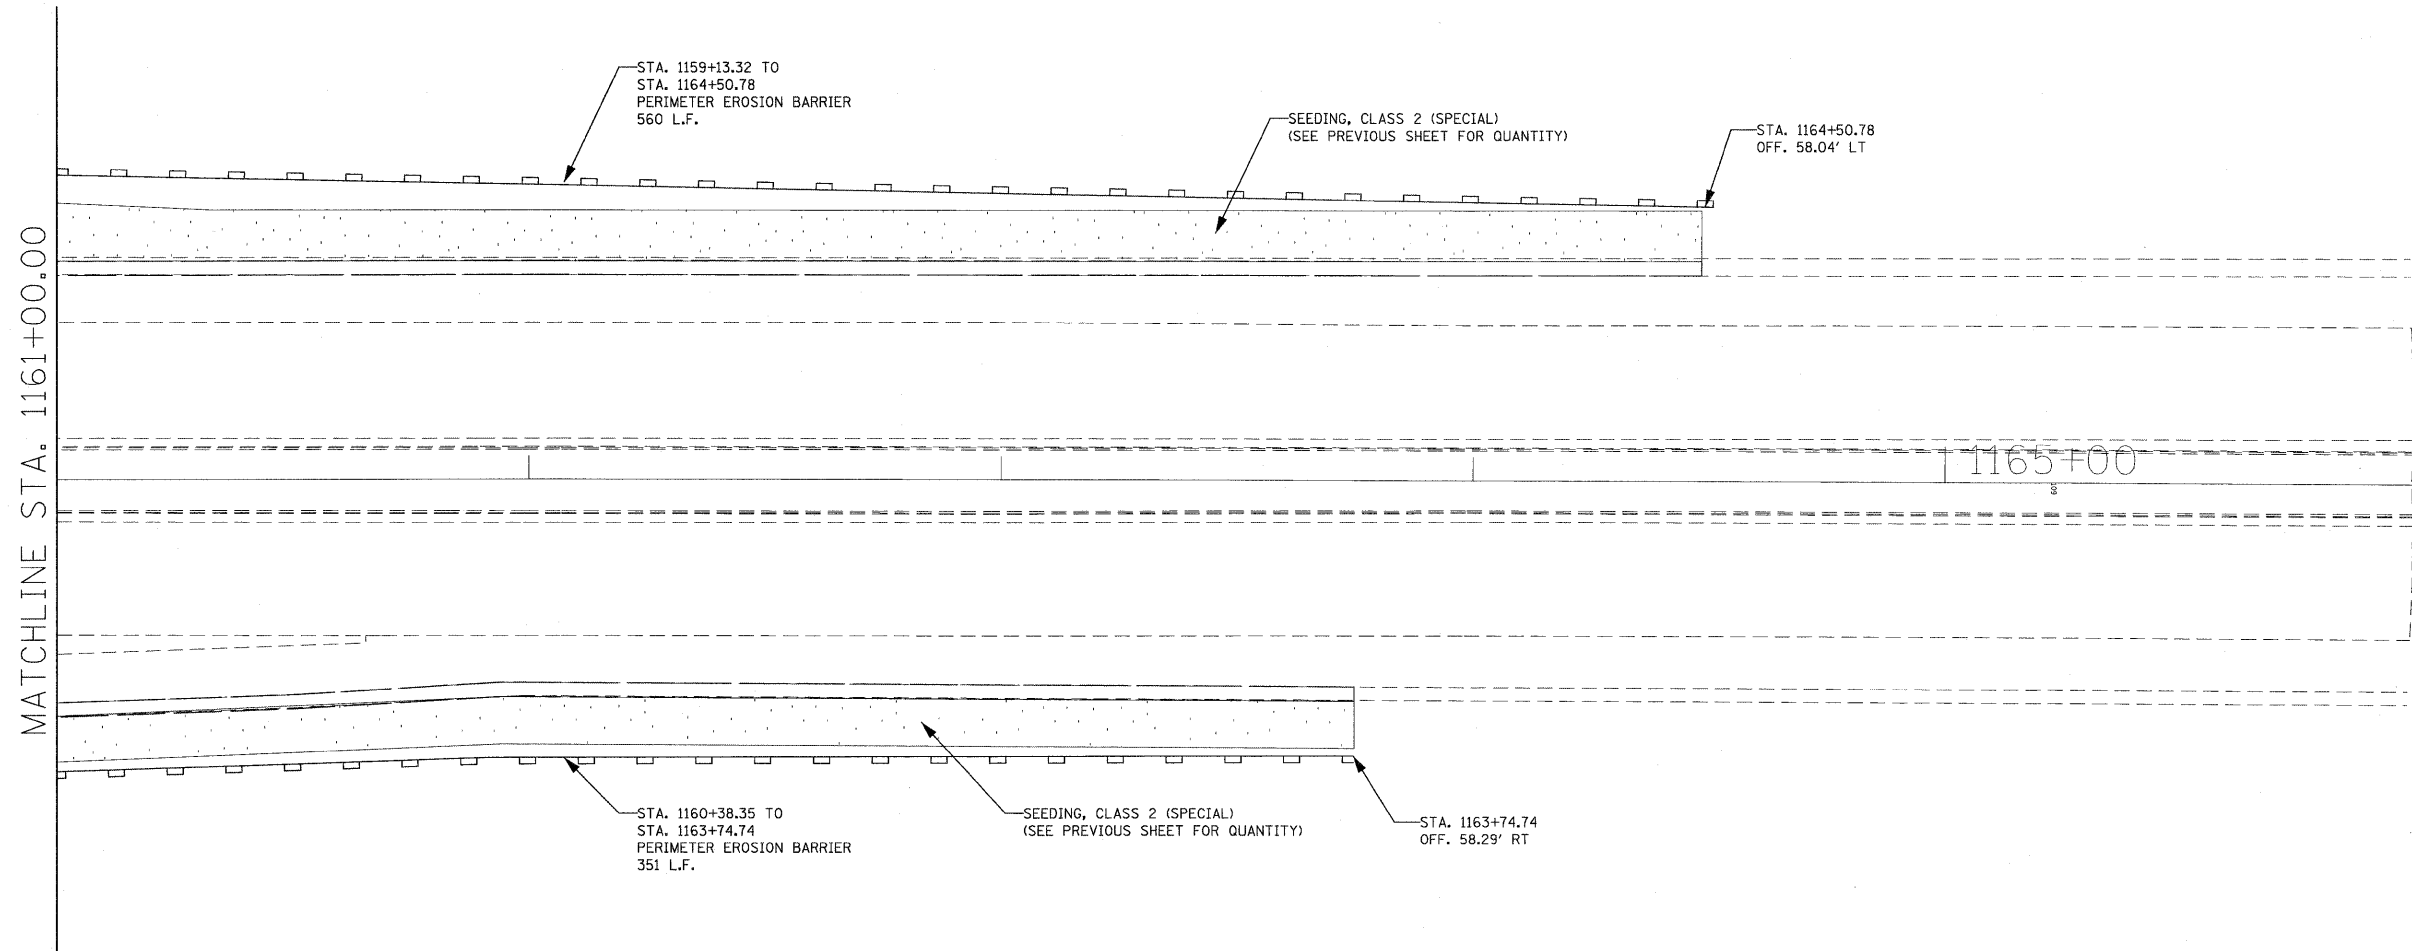 STA. 1159+13.32 TO
STA. 1164+50.78
PERIMETER EROSION BARRIER
560 L.F.
SEEDING, CLASS 2 (SPECIAL)
(SEE PREVIOUS SHEET FOR QUANTITY)
STA. 1164+50.78
OFF. 58.04' LT
MATCHLINE STA. 1161+00.00
1165+00
STA. 1160+38.35 TO
STA. 1163+74.74
PERIMETER EROSION BARRIER
351 L.F.
SEEDING, CLASS 2 (SPECIAL)
(SEE PREVIOUS SHEET FOR QUANTITY)
STA. 1163+74.74
OFF. 58.29' RT